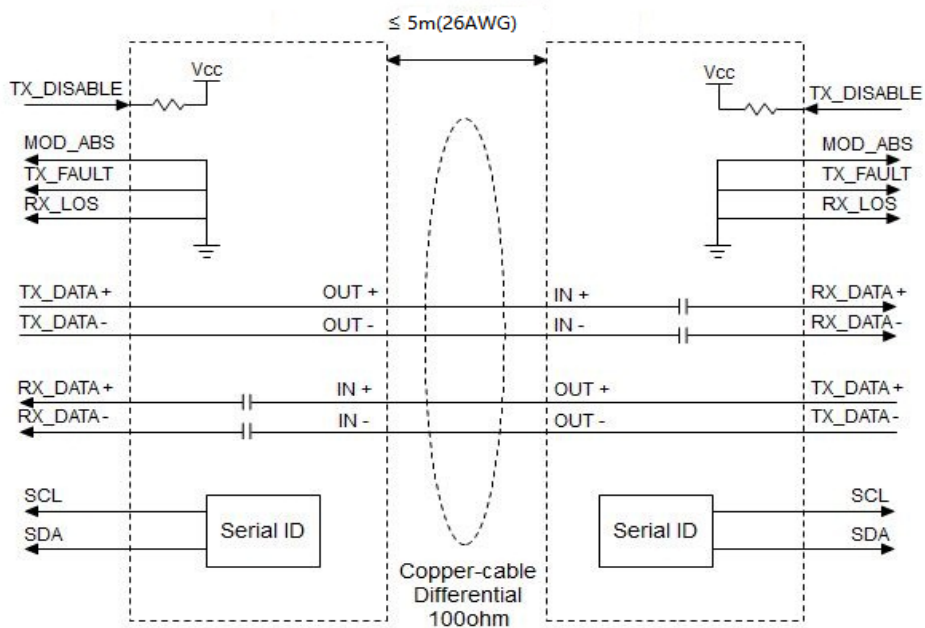 ≤ 5m(26AWG)
Vcc Vcc
TX_DISABLE TX_DISABLE
MOD_ABS MOD_ABS
TX_FAULT TX_FAULT
RX_LOS RX_LOS
TX_DATA+ OUT + IN + RX_DATA+
TX_DATA- OUT - IN - RX_DATA-
RX_DATA+ IN + OUT + TX_DATA+
RX_DATA- IN - OUT - TX_DATA-
SCL SCL
Serial ID Serial ID
SDA SDA
Copper-cable
Differential
100ohm